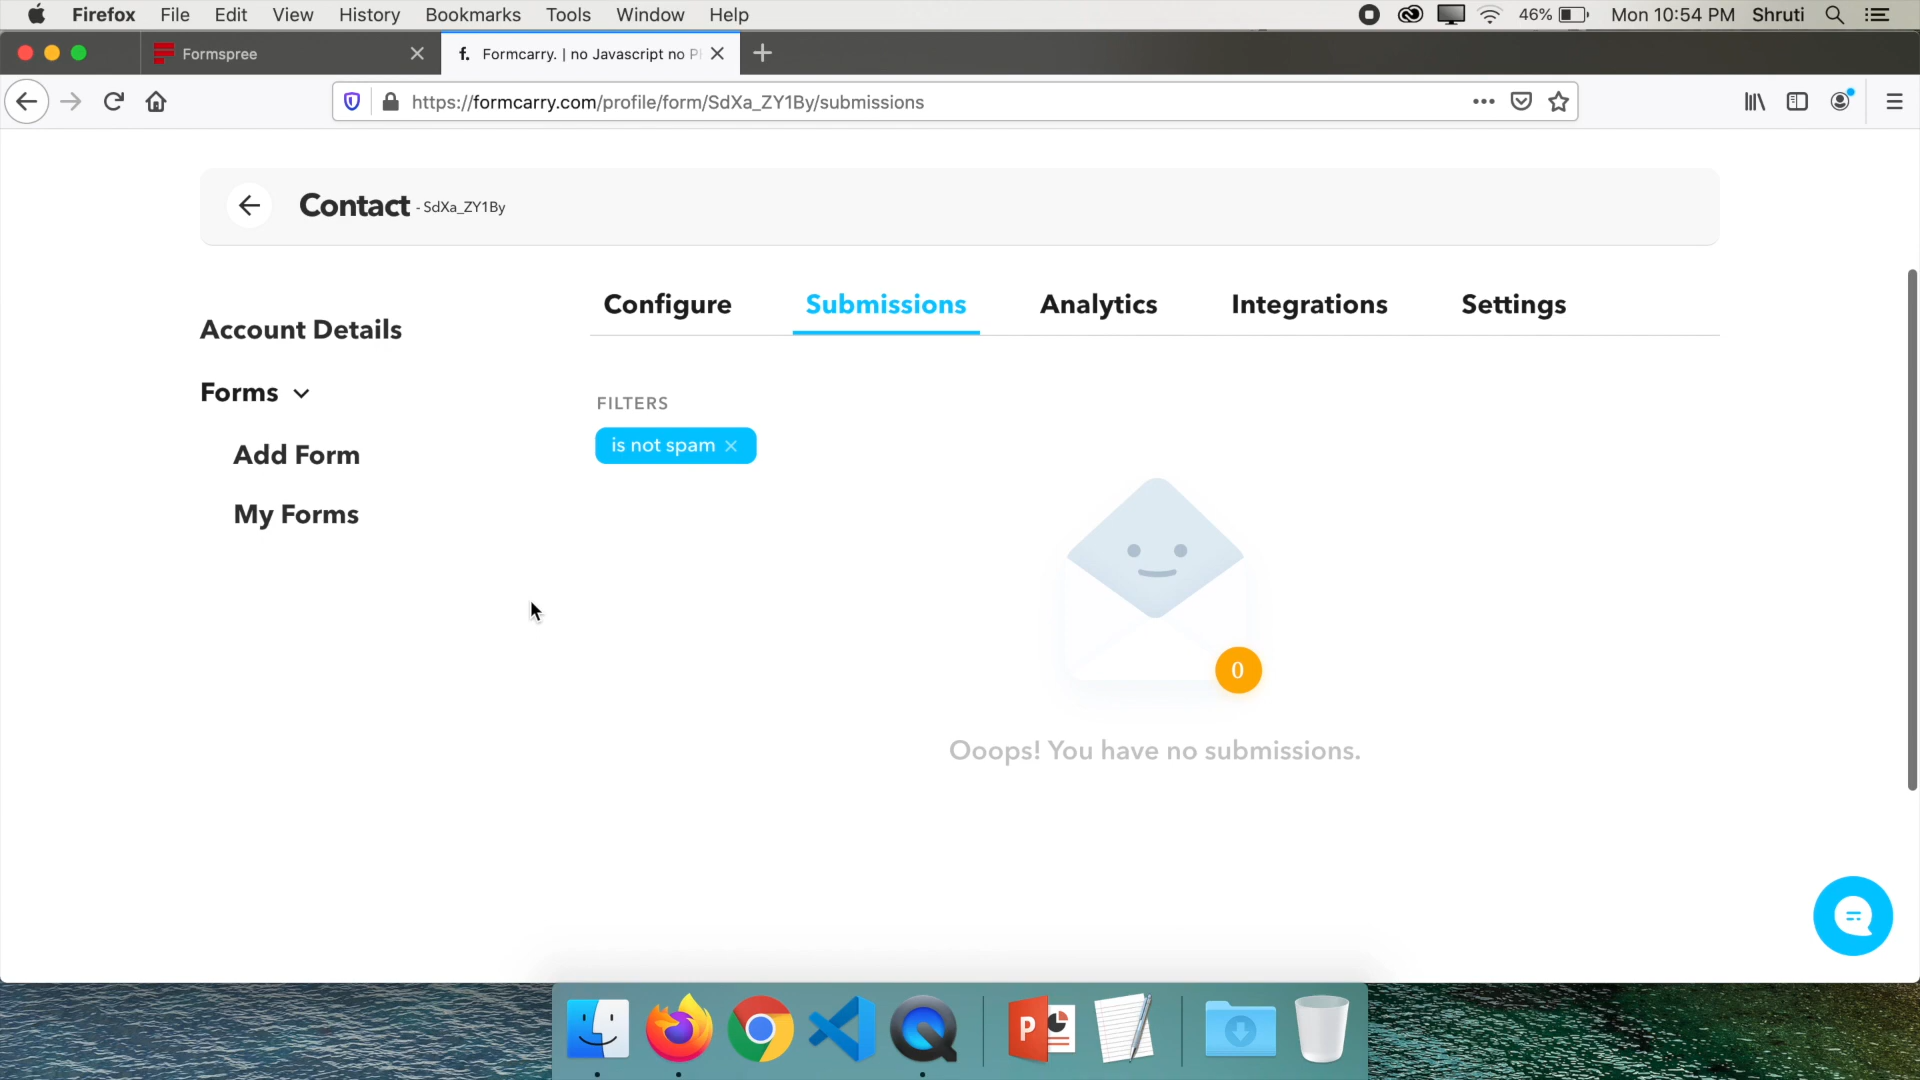 Firefox File Edit View History Bookmarks Tools Window Help 46% Mon 10:54 PM Shruti
Formspree
f. Formcarry. | no Javascript no P
https://formcarry.com/profile/form/SdXa_ZY1By/submissions
Contact - SdXa_ZY1By
Configure Submissions Analytics Integrations Settings
Account Details
Forms
Add Form
My Forms
FILTERS
is not spam
0
Ooops! You have no submissions.
P